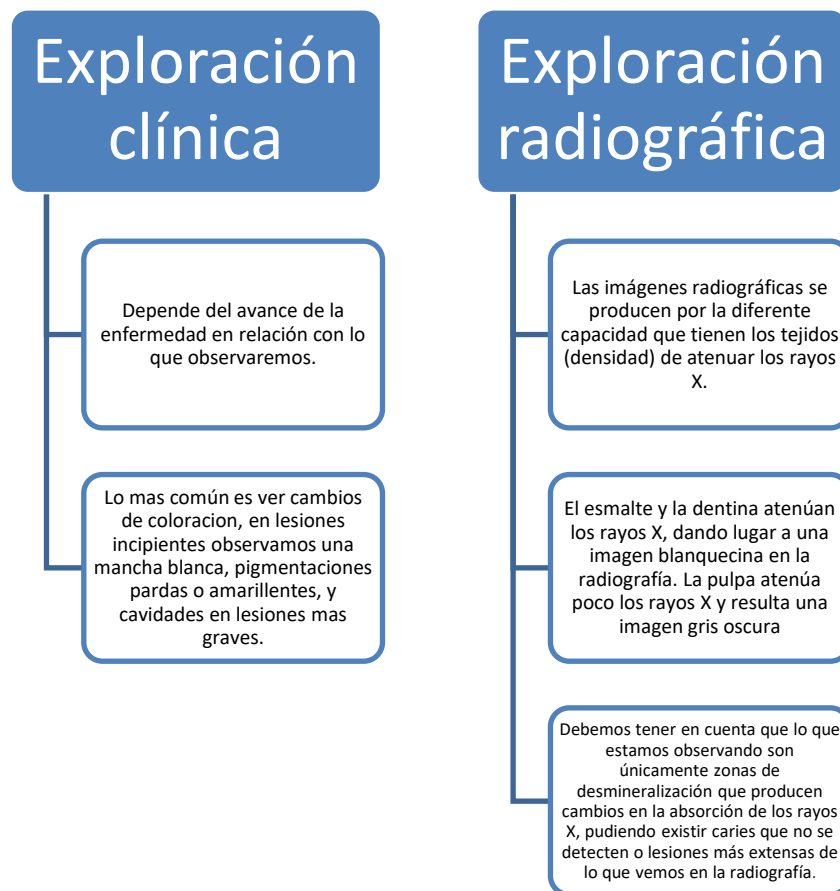 Exploración
clínica
Depende del avance de la
enfermedad en relación con lo
que observaremos.
Lo mas común es ver cambios
de coloracion, en lesiones
incipientes observamos una
mancha blanca, pigmentaciones
pardas o amarillentes, y
cavidades en lesiones mas
graves.
Exploración
radiográfica
Las imágenes radiográficas se
producen por la diferente
capacidad que tienen los tejidos
(densidad) de atenuar los rayos
X.
El esmalte y la dentina atenúan
los rayos X, dando lugar a una
imagen blanquecina en la
radiografía. La pulpa atenúa
poco los rayos X y resulta una
imagen gris oscura
Debemos tener en cuenta que lo que
estamos observando son
únicamente zonas de
desmineralización que producen
cambios en la absorción de los rayos
X, pudiendo existir caries que no se
detecten o lesiones más extensas de
lo que vemos en la radiografía.